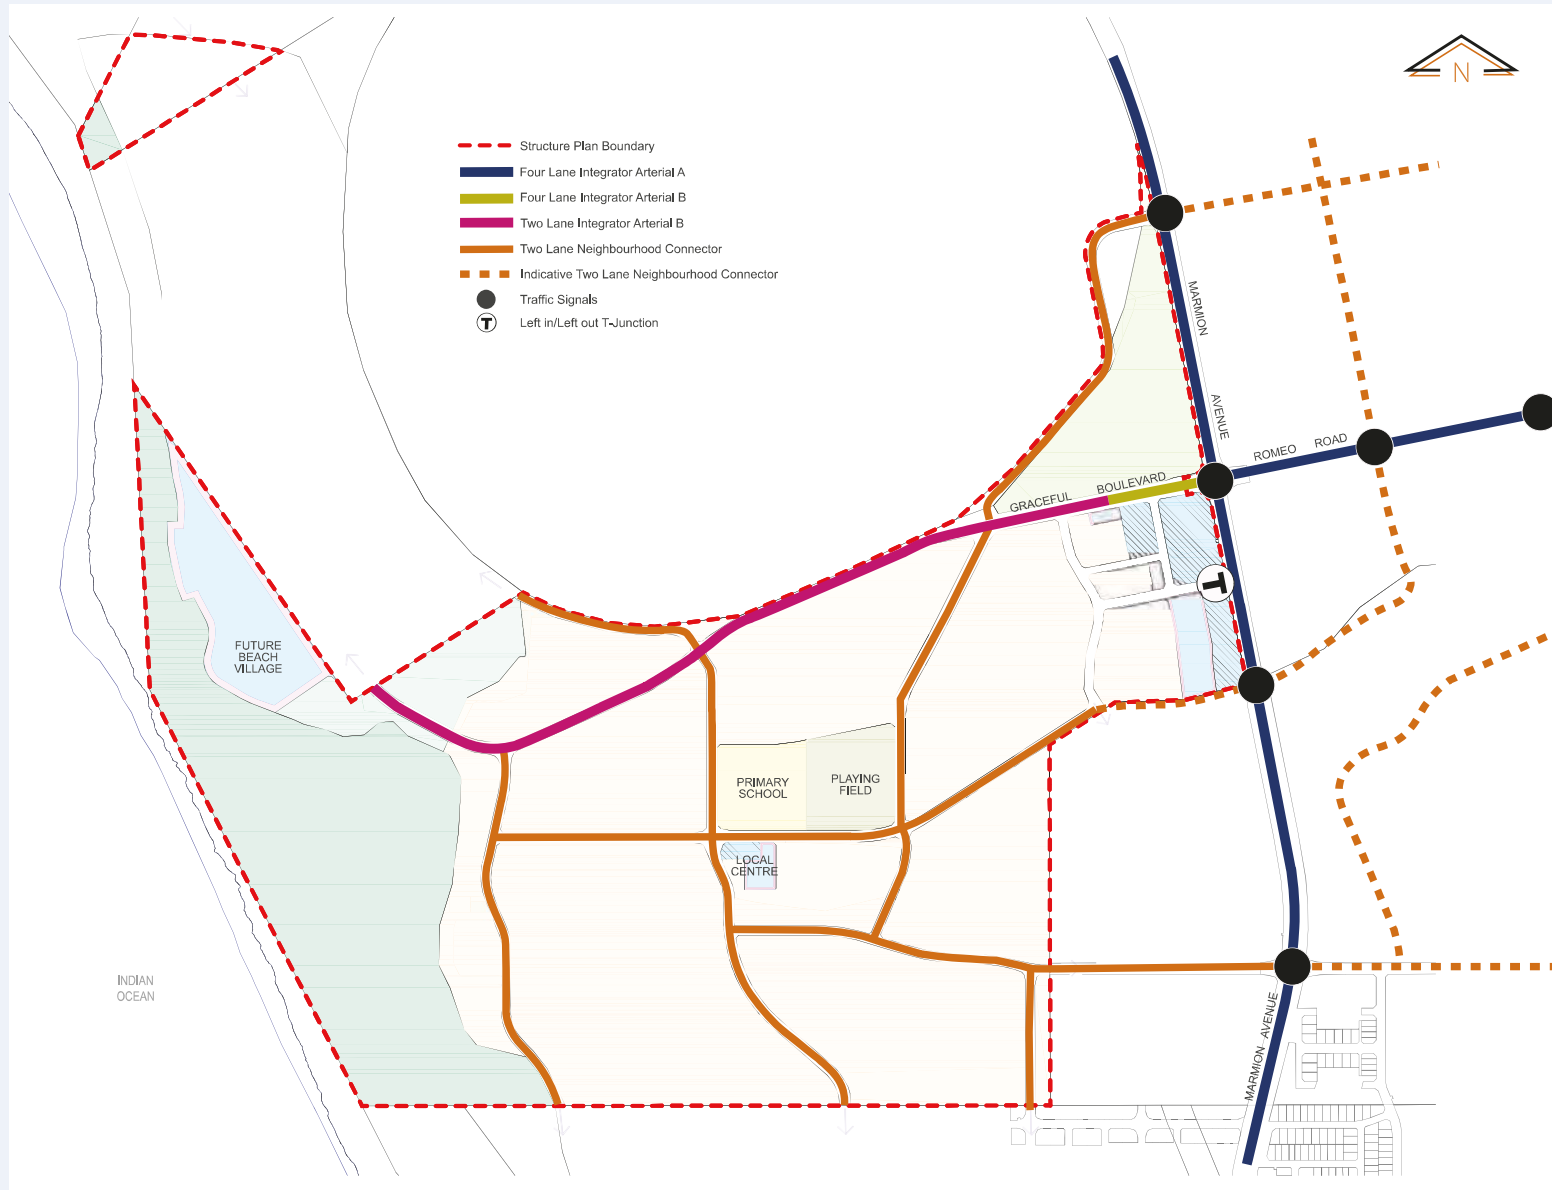 N
Structure Plan Boundary
Four Lane Integrator Arterial A
Four Lane Integrator Arterial B
Two Lane Integrator Arterial B
Two Lane Neighbourhood Connector
Indicative Two Lane Neighbourhood Connector
Traffic Signals
T
Left in/Left out T-Junction
MARMION
AVENUE
ROMEO ROAD
GRACEFUL BOULEVARD
T
FUTURE
BEACH
VILLAGE
PRIMARY
SCHOOL
PLAYING
FIELD
LOCAL
CENTRE
INDIAN
OCEAN
MARMION AVENUE